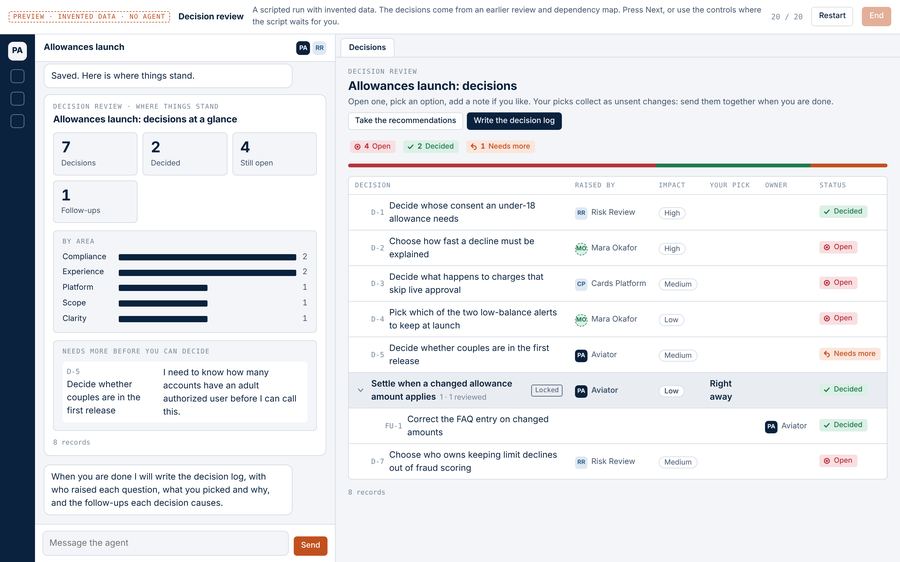 PREVIEW · INVENTED DATA · NO AGENT
Decision review
A scripted run with invented data. The decisions come from an earlier review and dependency map. Press Next, or use the controls where
the script waits for you.
20 / 20
Restart
End
PA
Allowances launch
PA
RR
Saved. Here is where things stand.
DECISION REVIEW · WHERE THINGS STAND
Allowances launch: decisions at a glance
7
Decisions
2
Decided
4
Still open
1
Follow-ups
BY AREA
Compliance 2
Experience 2
Platform 1
Scope 1
Clarity 1
NEEDS MORE BEFORE YOU CAN DECIDE
D-5
Decide whether
couples are in the
first release
I need to know how many
accounts have an adult
authorized user before I can call
this.
8 records
When you are done I will write the decision log, with
who raised each question, what you picked and why,
and the follow-ups each decision causes.
Message the agent
Send
Decisions
DECISION REVIEW
Allowances launch: decisions
Open one, pick an option, add a note if you like. Your picks collect as unsent changes: send them together when you are done.
Take the recommendations
Write the decision log
4 Open
2 Decided
1 Needs more
DECISION RAISED BY IMPACT YOUR PICK OWNER STATUS
D-1 Decide whose consent an under-18
allowance needs
RR Risk Review High Decided
D-2 Choose how fast a decline must be
explained
MO Mara Okafor High Open
D-3 Decide what happens to charges that
skip live approval
CP Cards Platform Medium Open
D-4 Pick which of the two low-balance alerts
to keep at launch
MO Mara Okafor Low Open
D-5 Decide whether couples are in the first
release
PA Aviator Medium Needs more
Settle when a changed allowance
amount applies 1 · 1 reviewed
Locked
PA Aviator Low Right
away
Decided
FU-1 Correct the FAQ entry on changed
amounts
PA Aviator Decided
D-7 Choose who owns keeping limit declines
out of fraud scoring
RR Risk Review Medium Open
8 records